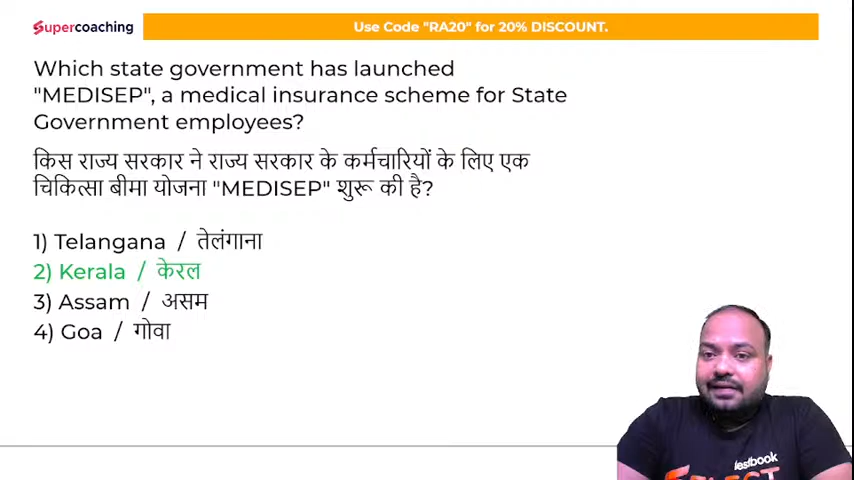 Supercoaching
Use Code "RA20" for 20% DISCOUNT.
Which state government has launched
"MEDISEP", a medical insurance scheme for State
Government employees?
किस राज्य सरकार ने राज्य सरकार के कर्मचारियों के लिए एक
चिकित्सा बीमा योजना "MEDISEP" शुरू की है?
1) Telangana / तेलंगाना
2) Kerala / केरल
3) Assam / असम
4) Goa / गोवा
testbook
SELECT